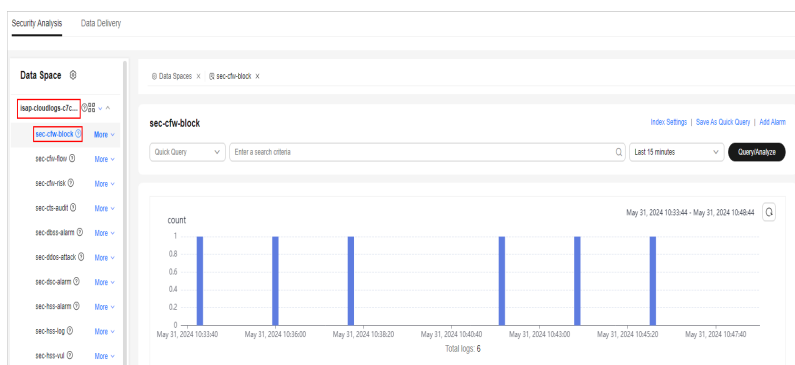 Security Analysis Data Delivery
Data Space
isap-cloudlogs-c7c...
sec-cfw-block More
sec-cfw-flow More
sec-cfw-risk More
sec-cts-audit More
sec-dbss-alarm More
sec-ddos-attack More
sec-dsc-alarm More
sec-hss-alarm More
sec-hss-log More
sec-hss-vul More
Data Spaces × sec-cfw-block ×
sec-cfw-block Index Settings | Save As Quick Query | Add Alarm
Quick Query Enter a search criteria Last 15 minutes Query/Analyze
May 31, 2024 10:33:44 - May 31, 2024 10:48:44
count
1
0.8
0.6
0.4
0.2
0
May 31, 2024 10:33:40 May 31, 2024 10:36:00 May 31, 2024 10:38:20 May 31, 2024 10:40:40 May 31, 2024 10:43:00 May 31, 2024 10:45:20 May 31, 2024 10:47:40
Total logs: 6